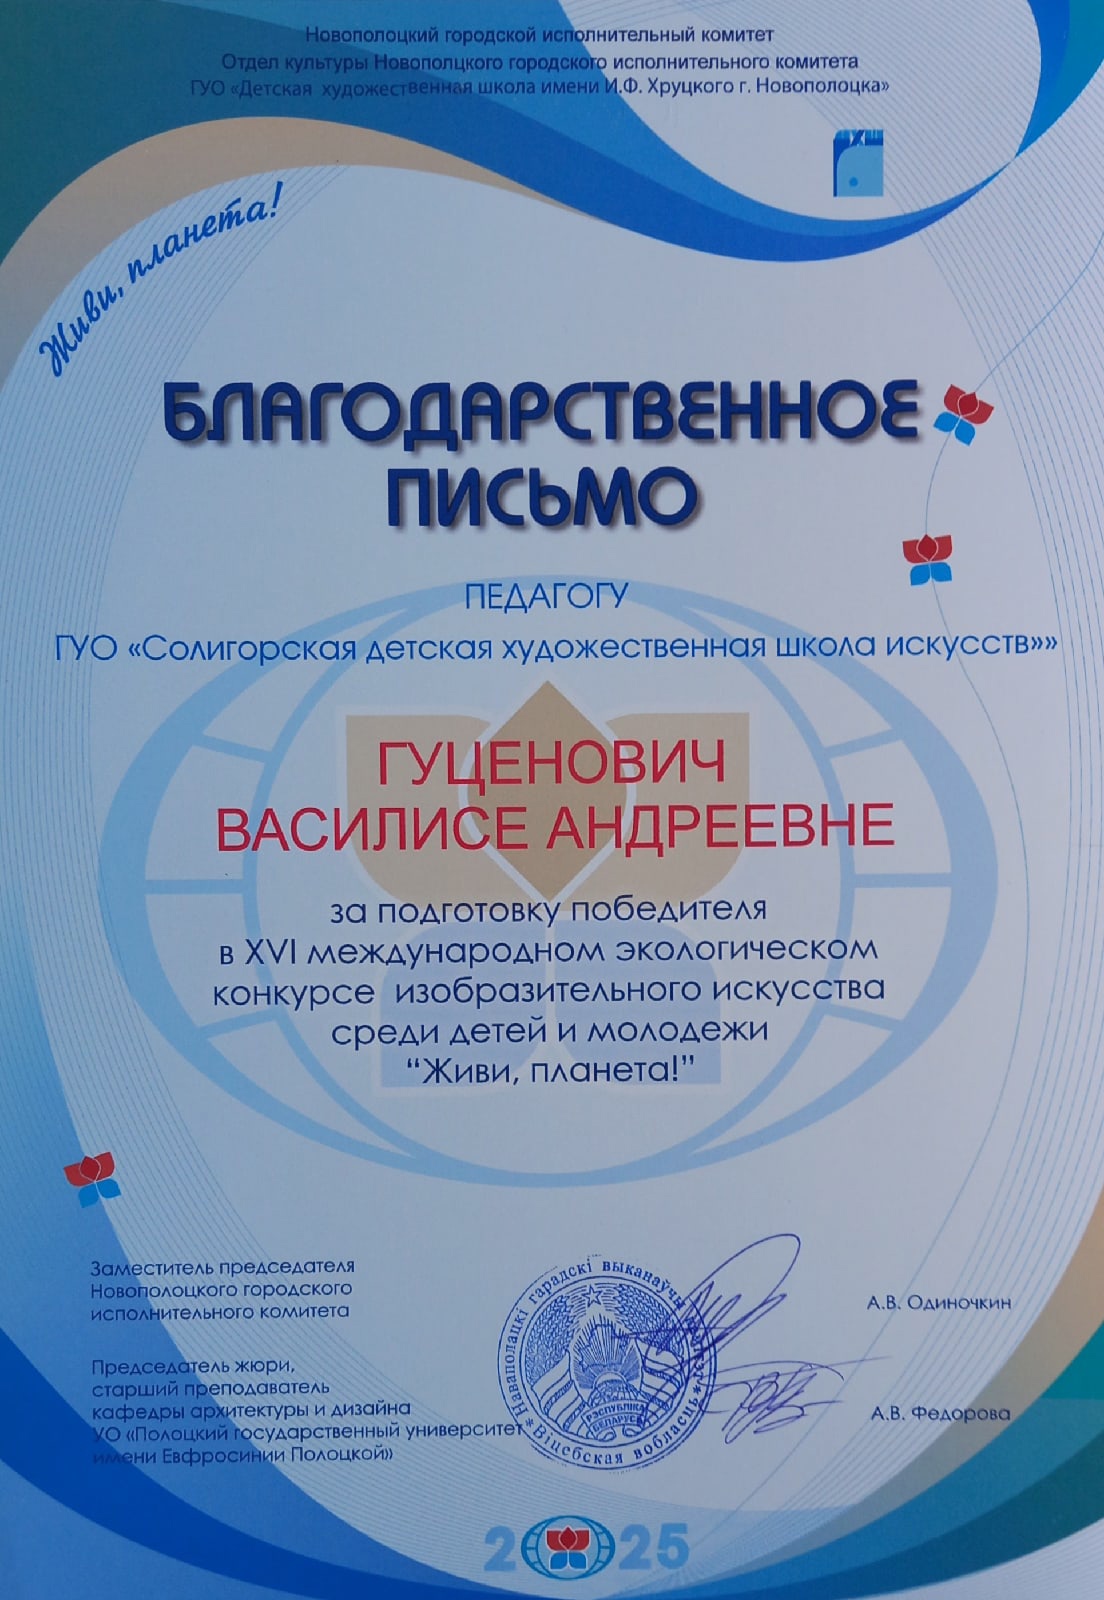 Новополоцкий городской исполнительный комитет
Отдел культуры Новополцкого городского исполнительного комитета
ГУО «Детская художественная школа имени И.Ф. Хруцкого г. Новополоцка»
ДХШ
Живи, планета!
БЛАГОДАРСТВЕННОЕ
ПИСЬМО
ПЕДАГОГУ
ГУО «Солигорская детская художественная школа искусств»»
ГУЦЕНОВИЧ
ВАСИЛИСЕ АНДРЕЕВНЕ
за подготовку победителя
в XVI международном экологическом
конкурсе изобразительного искусства
среди детей и молодежи
“Живи, планета!”
Заместитель председателя
Новополоцкого городского
исполнительного комитета
А.В. Одиночкин
Председатель жюри,
старший преподаватель
кафедры архитектуры и дизайна
УО «Полоцкий государственный университет
имени Евфросинии Полоцкой»
А.В. Федорова
Наваполацкі гарадскі выканаўчы
Віцебская вобласць
РЭСПУБЛІКА
БЕЛАРУСЬ
2025